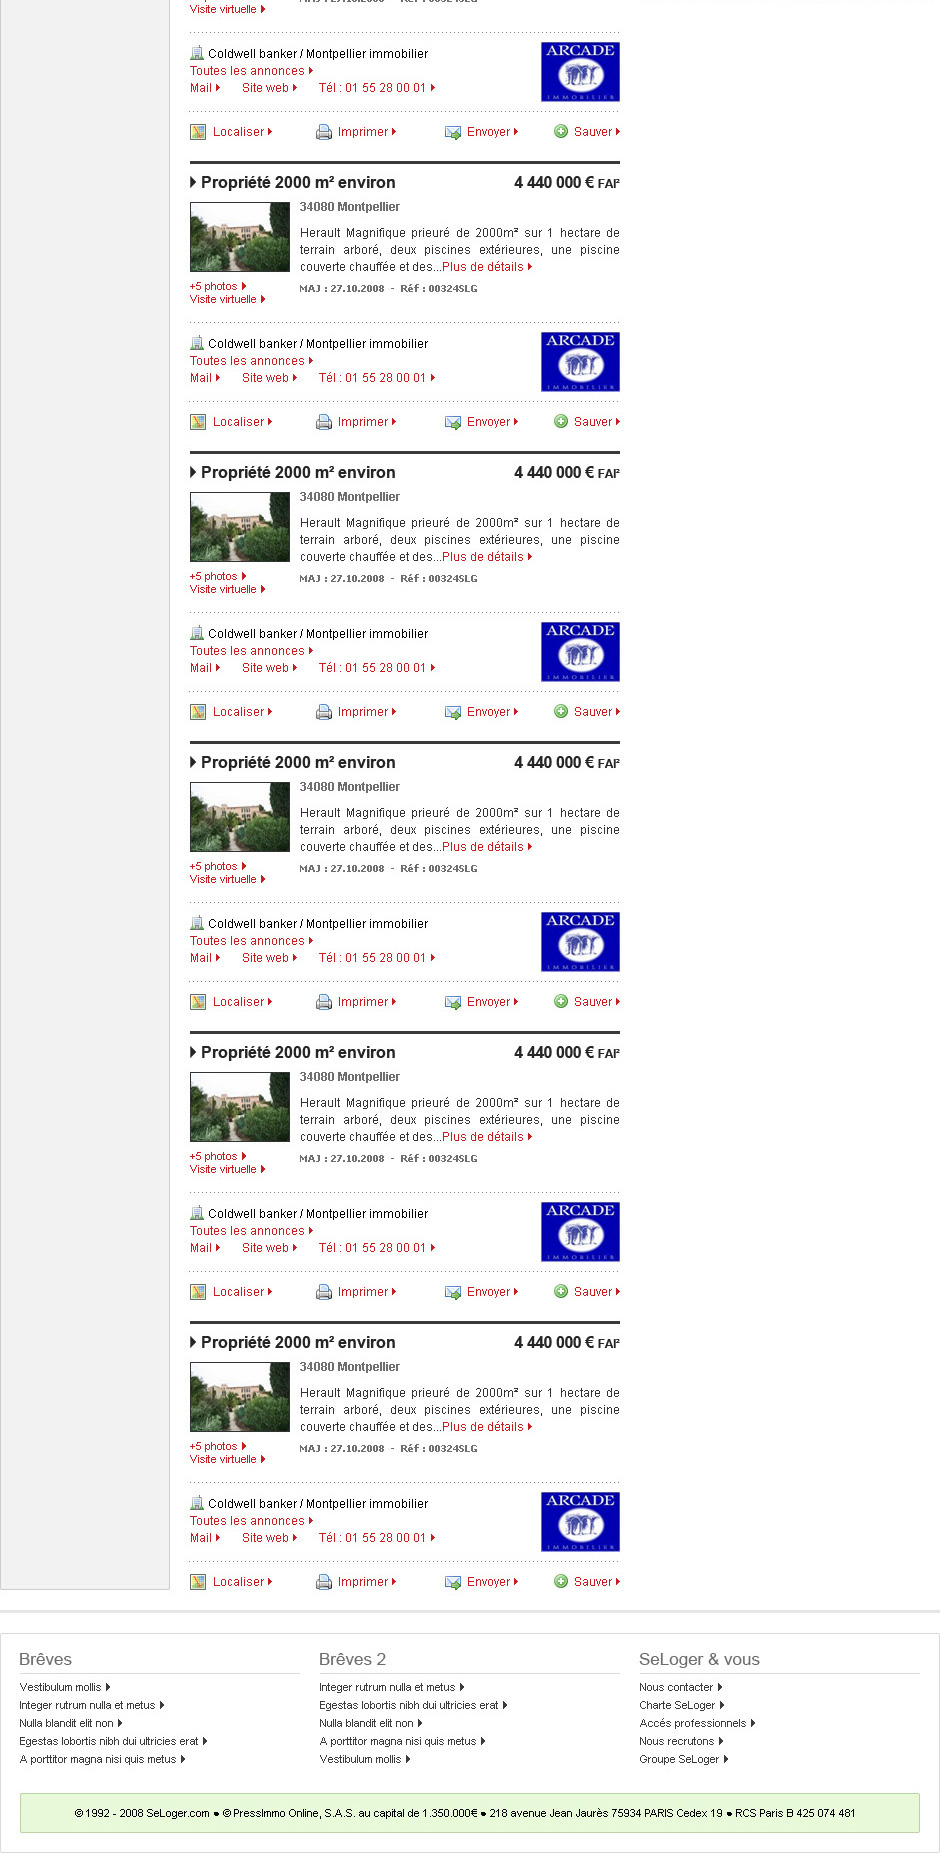 Visite virtuelle
Coldwell banker / Montpellier immobilier
ARCADE
IMMOBILIER
Toutes les annonces
Mail Site web Tél : 01 55 28 00 01
Localiser Imprimer Envoyer Sauver
Propriété 2000 m² environ 4 440 000 € FAI²
34080 Montpellier
Herault Magnifique prieuré de 2000m² sur 1 hectare de
terrain arboré, deux piscines extérieures, une piscine
couverte chauffée et des...Plus de détails
+5 photos
MAJ : 27.10.2008 - Réf : 00324SLG
Visite virtuelle
Coldwell banker / Montpellier immobilier
ARCADE
IMMOBILIER
Toutes les annonces
Mail Site web Tél : 01 55 28 00 01
Localiser Imprimer Envoyer Sauver
Propriété 2000 m² environ 4 440 000 € FAI²
34080 Montpellier
Herault Magnifique prieuré de 2000m² sur 1 hectare de
terrain arboré, deux piscines extérieures, une piscine
couverte chauffée et des...Plus de détails
+5 photos
MAJ : 27.10.2008 - Réf : 00324SLG
Visite virtuelle
Coldwell banker / Montpellier immobilier
ARCADE
IMMOBILIER
Toutes les annonces
Mail Site web Tél : 01 55 28 00 01
Localiser Imprimer Envoyer Sauver
Propriété 2000 m² environ 4 440 000 € FAI²
34080 Montpellier
Herault Magnifique prieuré de 2000m² sur 1 hectare de
terrain arboré, deux piscines extérieures, une piscine
couverte chauffée et des...Plus de détails
+5 photos
MAJ : 27.10.2008 - Réf : 00324SLG
Visite virtuelle
Coldwell banker / Montpellier immobilier
ARCADE
IMMOBILIER
Toutes les annonces
Mail Site web Tél : 01 55 28 00 01
Localiser Imprimer Envoyer Sauver
Propriété 2000 m² environ 4 440 000 € FAI²
34080 Montpellier
Herault Magnifique prieuré de 2000m² sur 1 hectare de
terrain arboré, deux piscines extérieures, une piscine
couverte chauffée et des...Plus de détails
+5 photos
MAJ : 27.10.2008 - Réf : 00324SLG
Visite virtuelle
Coldwell banker / Montpellier immobilier
ARCADE
IMMOBILIER
Toutes les annonces
Mail Site web Tél : 01 55 28 00 01
Localiser Imprimer Envoyer Sauver
Propriété 2000 m² environ 4 440 000 € FAI²
34080 Montpellier
Herault Magnifique prieuré de 2000m² sur 1 hectare de
terrain arboré, deux piscines extérieures, une piscine
couverte chauffée et des...Plus de détails
+5 photos
MAJ : 27.10.2008 - Réf : 00324SLG
Visite virtuelle
Coldwell banker / Montpellier immobilier
ARCADE
IMMOBILIER
Toutes les annonces
Mail Site web Tél : 01 55 28 00 01
Localiser Imprimer Envoyer Sauver
Brêves
Vestibulum mollis
Integer rutrum nulla et metus
Nulla blandit elit non
Egestas lobortis nibh dui ultricies erat
A porttitor magna nisi quis metus
Brêves 2
Integer rutrum nulla et metus
Egestas lobortis nibh dui ultricies erat
Nulla blandit elit non
A porttitor magna nisi quis metus
Vestibulum mollis
SeLoger & vous
Nous contacter
Charte SeLoger
Accés professionnels
Nous recrutons
Groupe SeLoger
© 1992 - 2008 SeLoger.com ● © PressImmo Online, S.A.S. au capital de 1.350.000€ ● 218 avenue Jean Jaurès 75934 PARIS Cedex 19 ● RCS Paris B 425 074 481